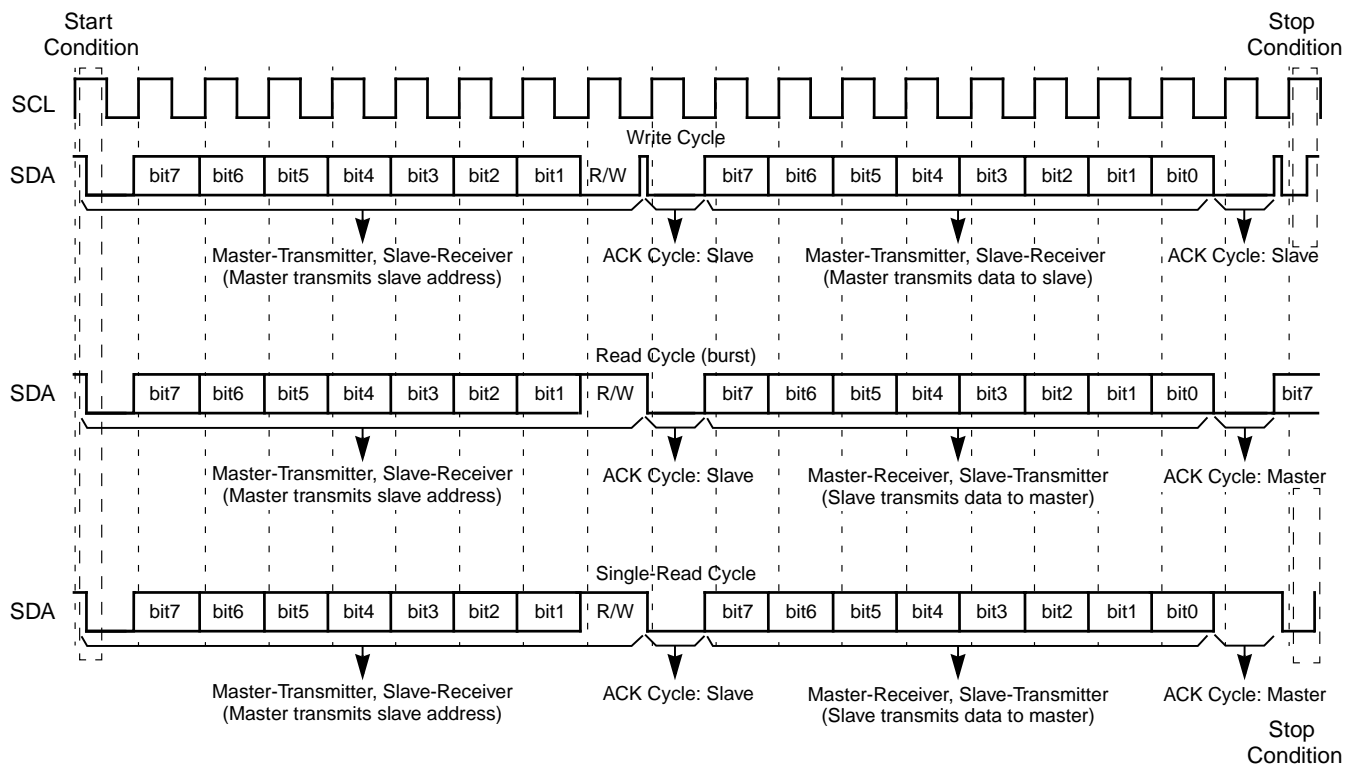 Start Condition
Stop Condition
SCL
Write Cycle
SDA bit7 bit6 bit5 bit4 bit3 bit2 bit1 R/W bit7 bit6 bit5 bit4 bit3 bit2 bit1 bit0
Master-Transmitter, Slave-Receiver
(Master transmits slave address)
ACK Cycle: Slave
Master-Transmitter, Slave-Receiver
(Master transmits data to slave)
ACK Cycle: Slave
Read Cycle (burst)
SDA bit7 bit6 bit5 bit4 bit3 bit2 bit1 R/W bit7 bit6 bit5 bit4 bit3 bit2 bit1 bit0 bit7
Master-Transmitter, Slave-Receiver
(Master transmits slave address)
ACK Cycle: Slave
Master-Receiver, Slave-Transmitter
(Slave transmits data to master)
ACK Cycle: Master
Single-Read Cycle
SDA bit7 bit6 bit5 bit4 bit3 bit2 bit1 R/W bit7 bit6 bit5 bit4 bit3 bit2 bit1 bit0
Master-Transmitter, Slave-Receiver
(Master transmits slave address)
ACK Cycle: Slave
Master-Receiver, Slave-Transmitter
(Slave transmits data to master)
ACK Cycle: Master
Stop
Condition